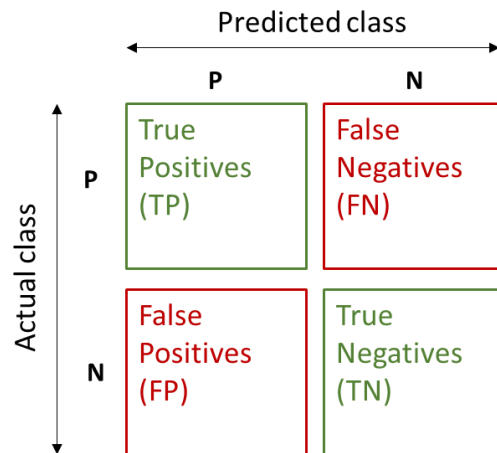 Predicted class
P
N
Actual class
P
True
Positives
(TP)
False
Negatives
(FN)
N
False
Positives
(FP)
True
Negatives
(TN)